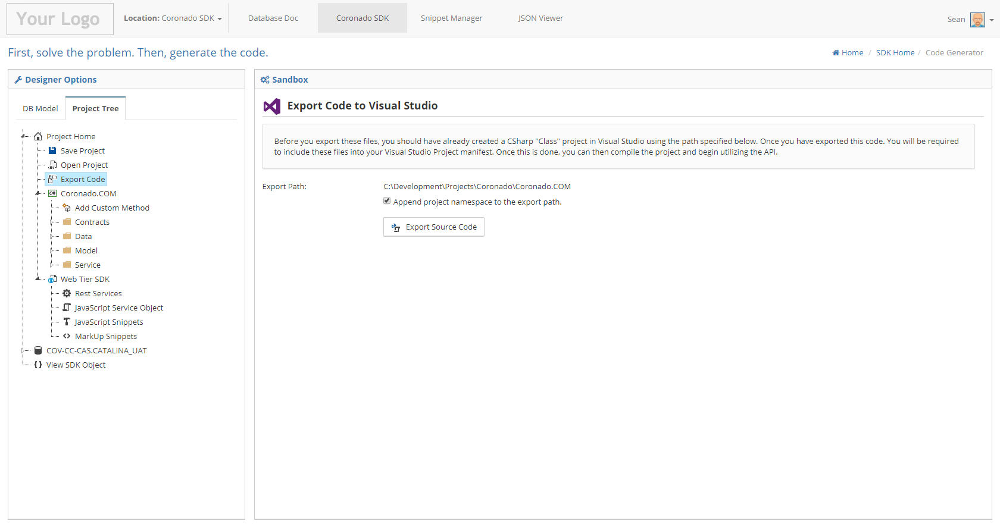 Your Logo
Location: Coronado SDK
Database Doc
Coronado SDK
Snippet Manager
JSON Viewer
Sean
First, solve the problem. Then, generate the code.
Home / SDK Home / Code Generator
Designer Options
DB Model
Project Tree
Project Home
Save Project
Open Project
Export Code
C# Coronado.COM
Add Custom Method
Contracts
Data
Model
Service
Web Tier SDK
Rest Services
JavaScript Service Object
JavaScript Snippets
MarkUp Snippets
COV-CC-CAS.CATALINA_UAT
View SDK Object
Sandbox
Export Code to Visual Studio
Before you export these files, you should have already created a CSharp "Class" project in Visual Studio using the path specified below. Once you have exported this code. You will be required
to include these files into your Visual Studio Project manifest. Once this is done, you can then compile the project and begin utilizing the API.
Export Path: C:\Development\Projects\Coronado\Coronado.COM
Append project namespace to the export path.
Export Source Code